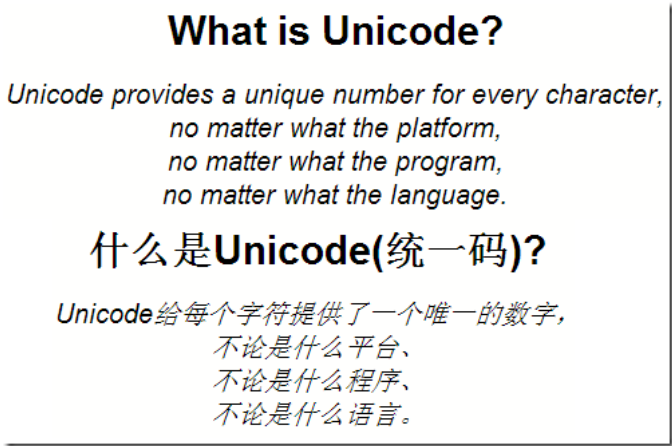 What is Unicode?
Unicode provides a unique number for every character,
no matter what the platform,
no matter what the program,
no matter what the language.
什么是Unicode(统一码)?
Unicode给每个字符提供了一个唯一的数字，
不论是什么平台、
不论是什么程序、
不论是什么语言。